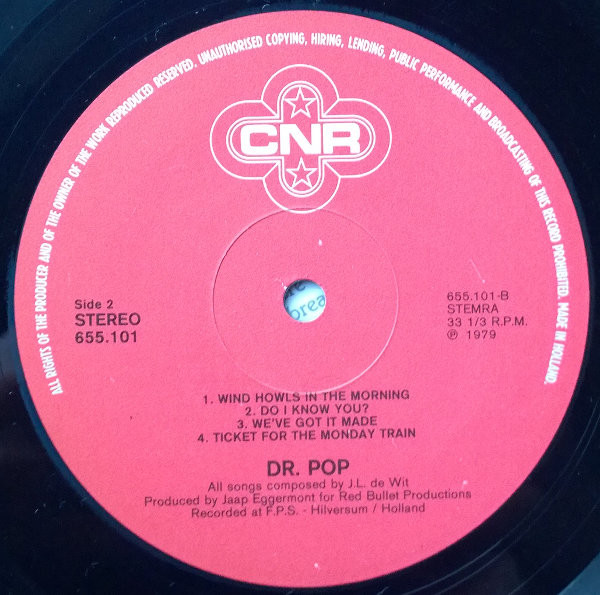 ALL RIGHTS OF THE PRODUCER AND OF THE OWNER OF THE WORK REPRODUCED RESERVED. UNAUTHORISED COPYING, HIRING, LENDING, PUBLIC PERFORMANCE AND BROADCASTING OF THIS RECORD PROHIBITED. MADE IN HOLLAND.
CNR
Side 2
STEREO
655.101
655.101-B
STEMRA
33 1/3 R.P.M.
℗ 1979
1. WIND HOWLS IN THE MORNING
2. DO I KNOW YOU?
3. WE'VE GOT IT MADE
4. TICKET FOR THE MONDAY TRAIN
DR. POP
All songs composed by J.L. de Wit
Produced by Jaap Eggermont for Red Bullet Productions
Recorded at F.P.S. - Hilversum / Holland